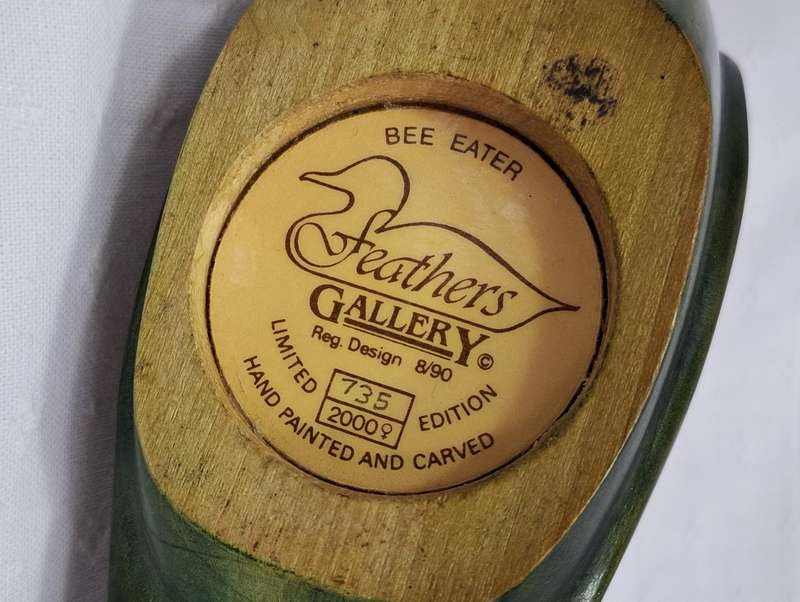 BEE EATER
Feathers
GALLERY©
Reg. Design 8/90
LIMITED EDITION
735
2000♀
HAND PAINTED AND CARVED